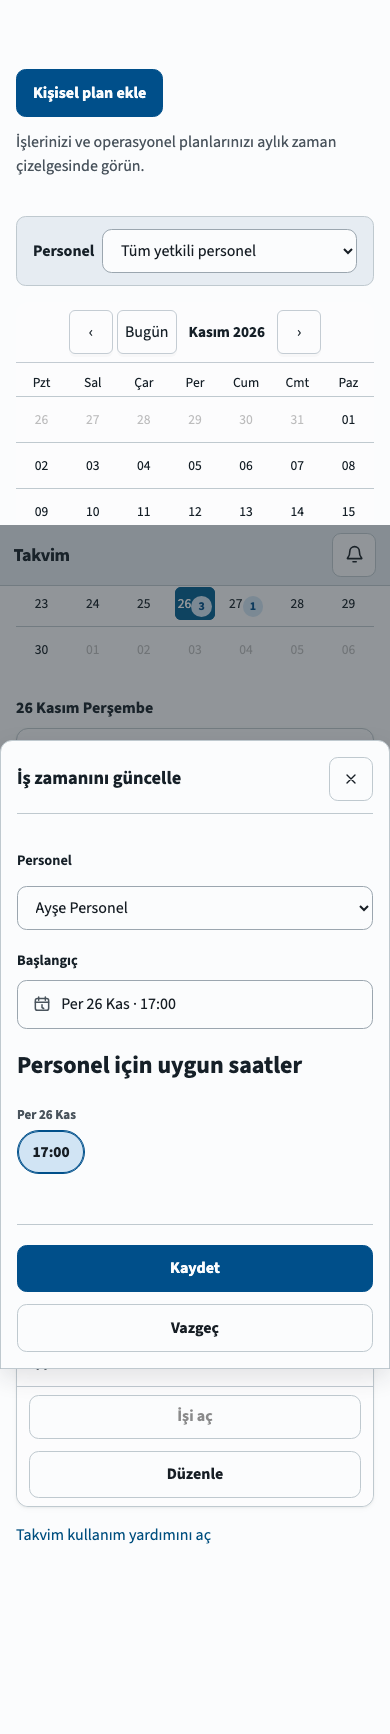 Kişisel plan ekle
İşlerinizi ve operasyonel planlarınızı aylık zaman
çizelgesinde görün.
Personel Tüm yetkili personel
‹ Bugün Kasım 2026 ›
Pzt Sal Çar Per Cum Cmt Paz
26 27 28 29 30 31 01
02 03 04 05 06 07 08
09 10 11 12 13 14 15
Takvim
23 24 25 26 3 27 1 28 29
30 01 02 03 04 05 06
26 Kasım Perşembe
İş zamanını güncelle
Personel
Ayşe Personel
Başlangıç
Per 26 Kas · 17:00
Personel için uygun saatler
Per 26 Kas
17:00
Kaydet
Vazgeç
İşi aç
Düzenle
Takvim kullanım yardımını aç